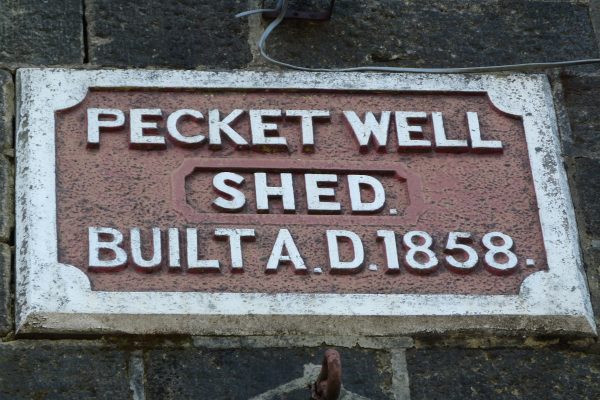 PECKET WELL
SHED.
BUILT A.D. 1858.